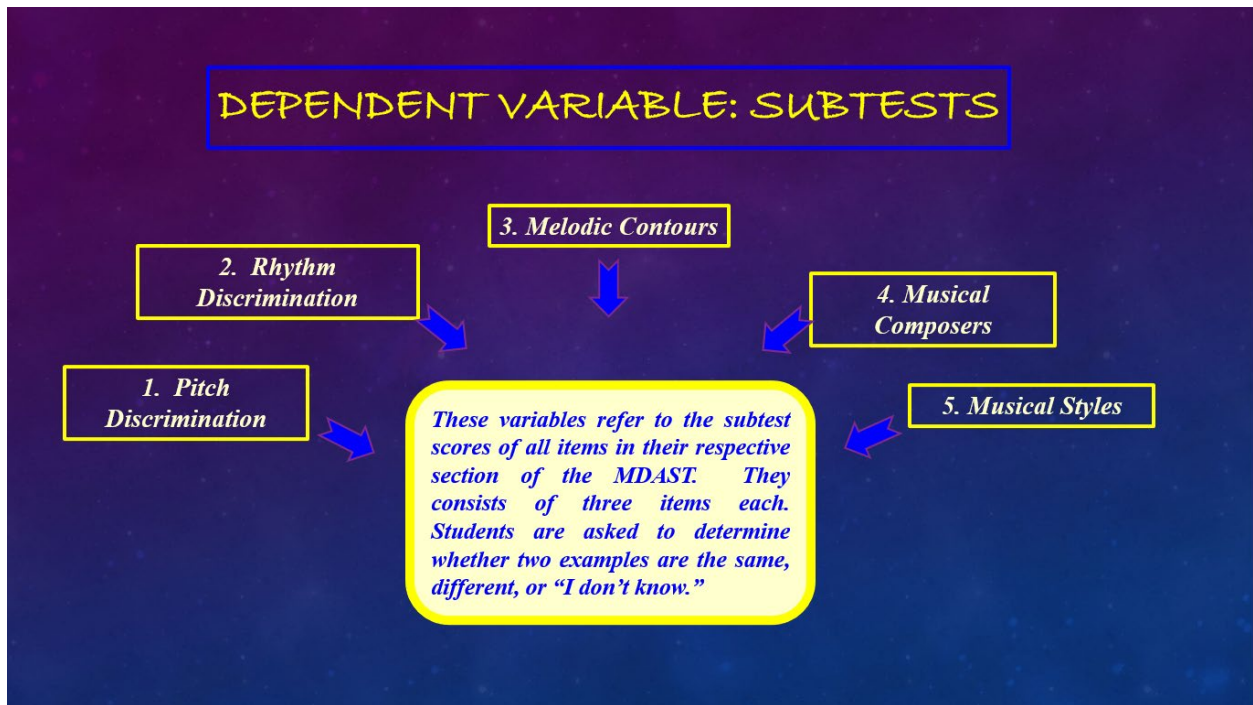 DEPENDENT VARIABLE: SUBTESTS
3. Melodic Contours
2. Rhythm
Discrimination
4. Musical
Composers
1. Pitch
Discrimination
5. Musical Styles
These variables refer to the subtest
scores of all items in their respective
section of the MDAST. They
consists of three items each.
Students are asked to determine
whether two examples are the same,
different, or “I don’t know.”